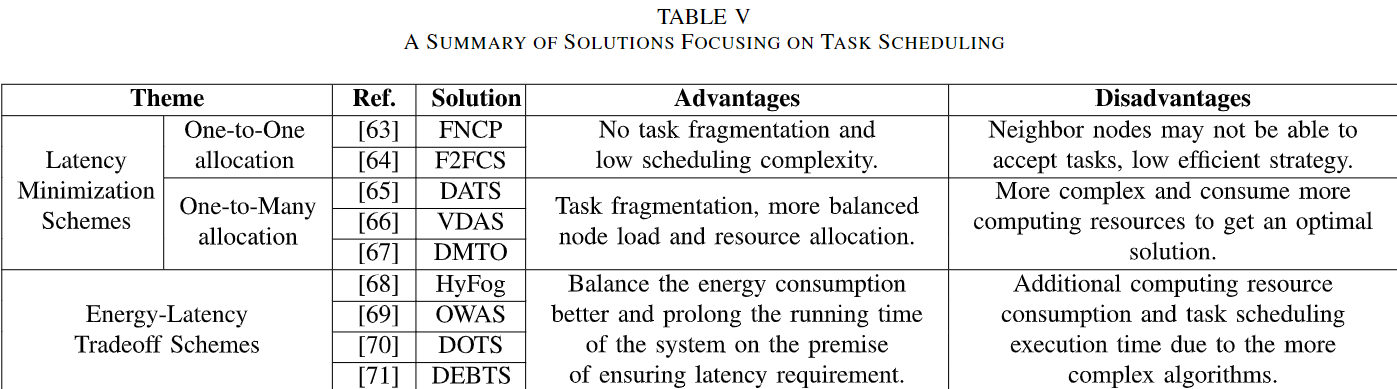 TABLE V
A SUMMARY OF SOLUTIONS FOCUSING ON TASK SCHEDULING
Theme Ref. Solution Advantages Disadvantages
Latency
Minimization
Schemes
One-to-One
allocation
[63] FNCP
[64] F2FCS
No task fragmentation and
low scheduling complexity.
Neighbor nodes may not be able to
accept tasks, low efficient strategy.
One-to-Many
allocation
[65] DATS
[66] VDAS
[67] DMTO
Task fragmentation, more balanced
node load and resource allocation.
More complex and consume more
computing resources to get an optimal
solution.
Energy-Latency
Tradeoff Schemes
[68] HyFog
[69] OWAS
[70] DOTS
[71] DEBTS
Balance the energy consumption
better and prolong the running time
of the system on the premise
of ensuring latency requirement.
Additional computing resource
consumption and task scheduling
execution time due to the more
complex algorithms.